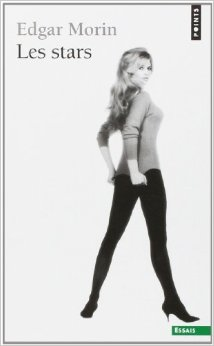 Edgar Morin
Les stars
POINTS
ESSAIS